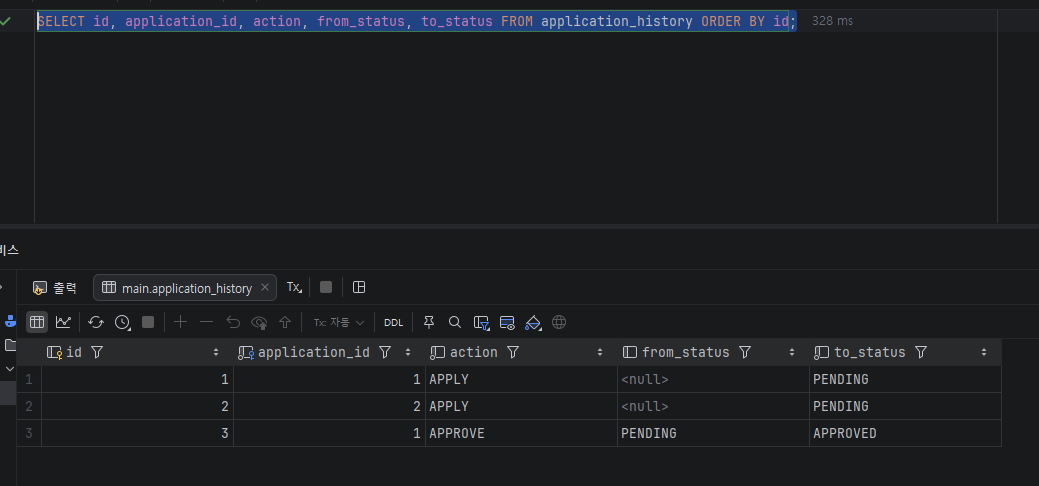 SELECT id, application_id, action, from_status, to_status FROM application_history ORDER BY id; 328 ms
비스
출력 main.application_history × Tx
Tx: 자동 DDL
id application_id action from_status to_status
1 1 1 APPLY <null> PENDING
2 2 2 APPLY <null> PENDING
3 3 1 APPROVE PENDING APPROVED